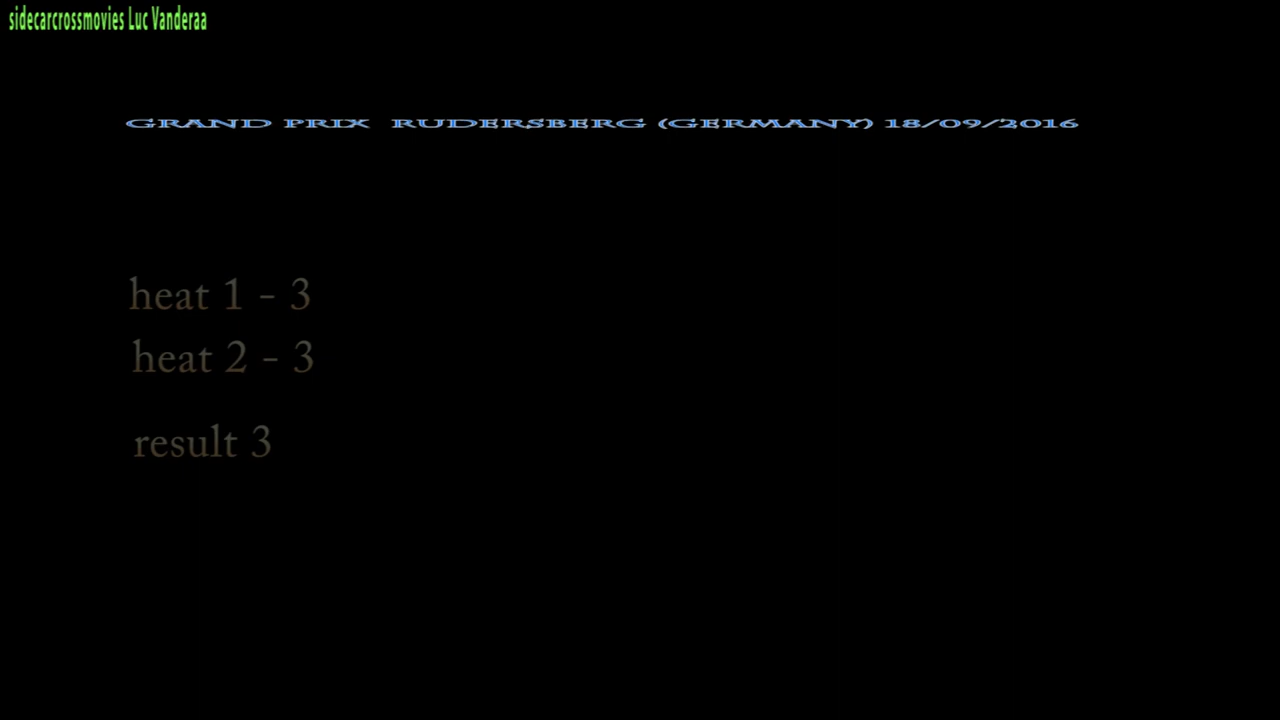 sidecarcrossmovies Luc Vanderaa
GRAND PRIX RUDERSBERG (GERMANY) 18/09/2016
heat 1 - 3
heat 2 - 3
result 3